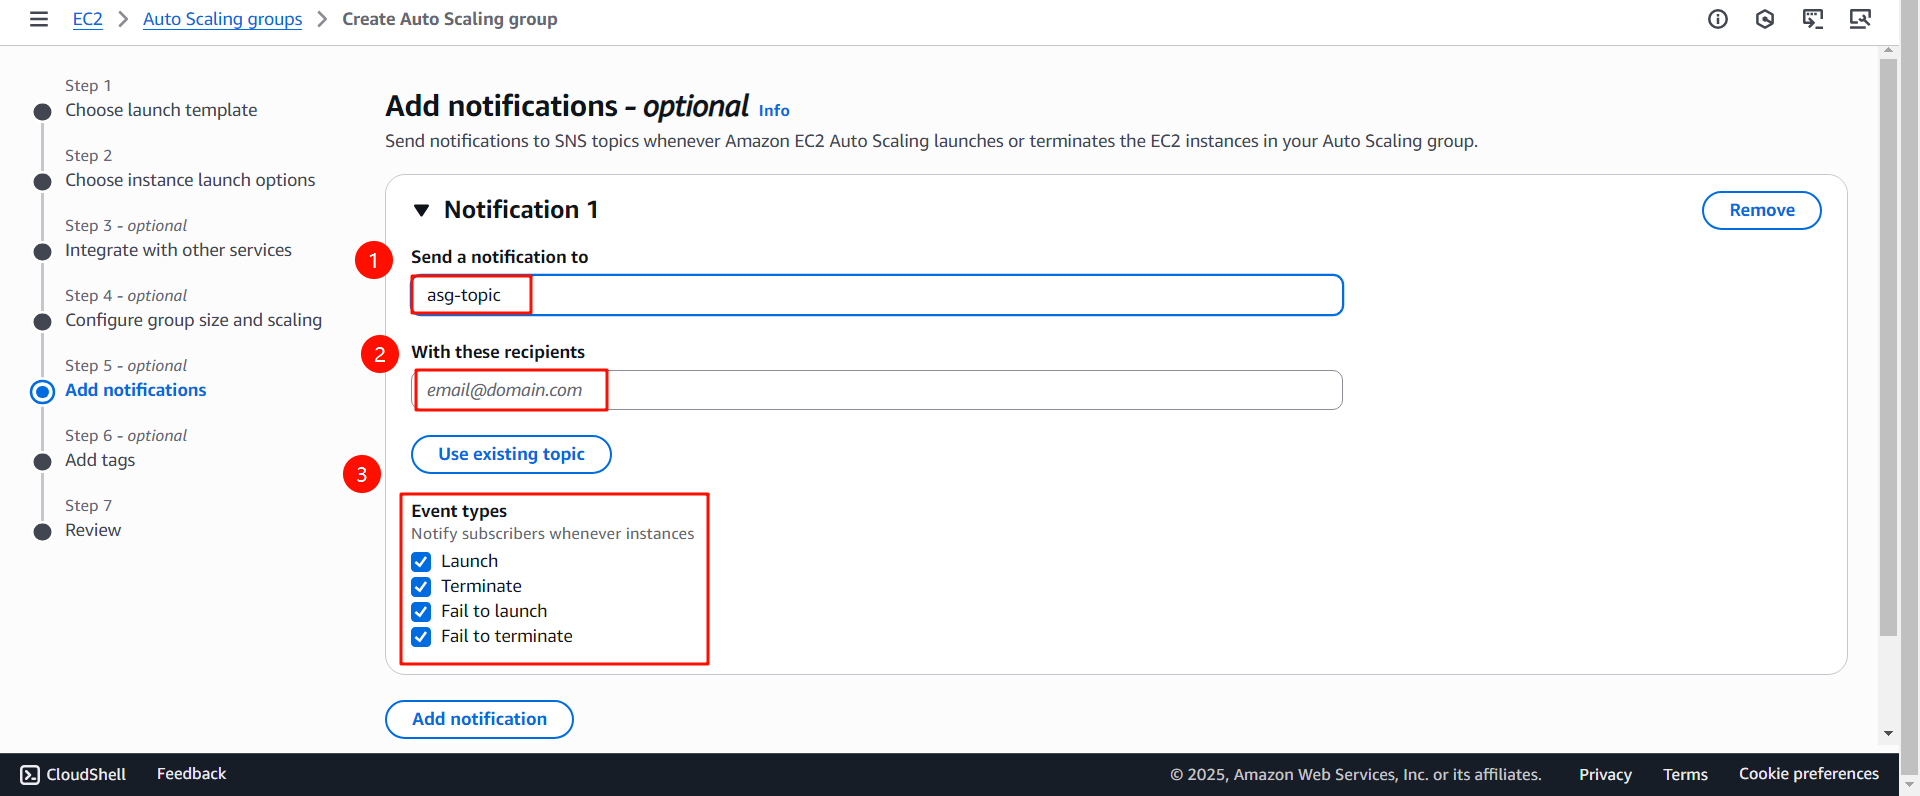 EC2 > Auto Scaling groups > Create Auto Scaling group
Step 1
Choose launch template
Step 2
Choose instance launch options
Step 3 - optional
Integrate with other services
Step 4 - optional
Configure group size and scaling
Step 5 - optional
Add notifications
Step 6 - optional
Add tags
Step 7
Review
Add notifications - optional Info
Send notifications to SNS topics whenever Amazon EC2 Auto Scaling launches or terminates the EC2 instances in your Auto Scaling group.
Notification 1
Remove
1
Send a notification to
asg-topic
2
With these recipients
email@domain.com
Use existing topic
3
Event types
Notify subscribers whenever instances
Launch
Terminate
Fail to launch
Fail to terminate
Add notification
CloudShell Feedback © 2025, Amazon Web Services, Inc. or its affiliates. Privacy Terms Cookie preferences